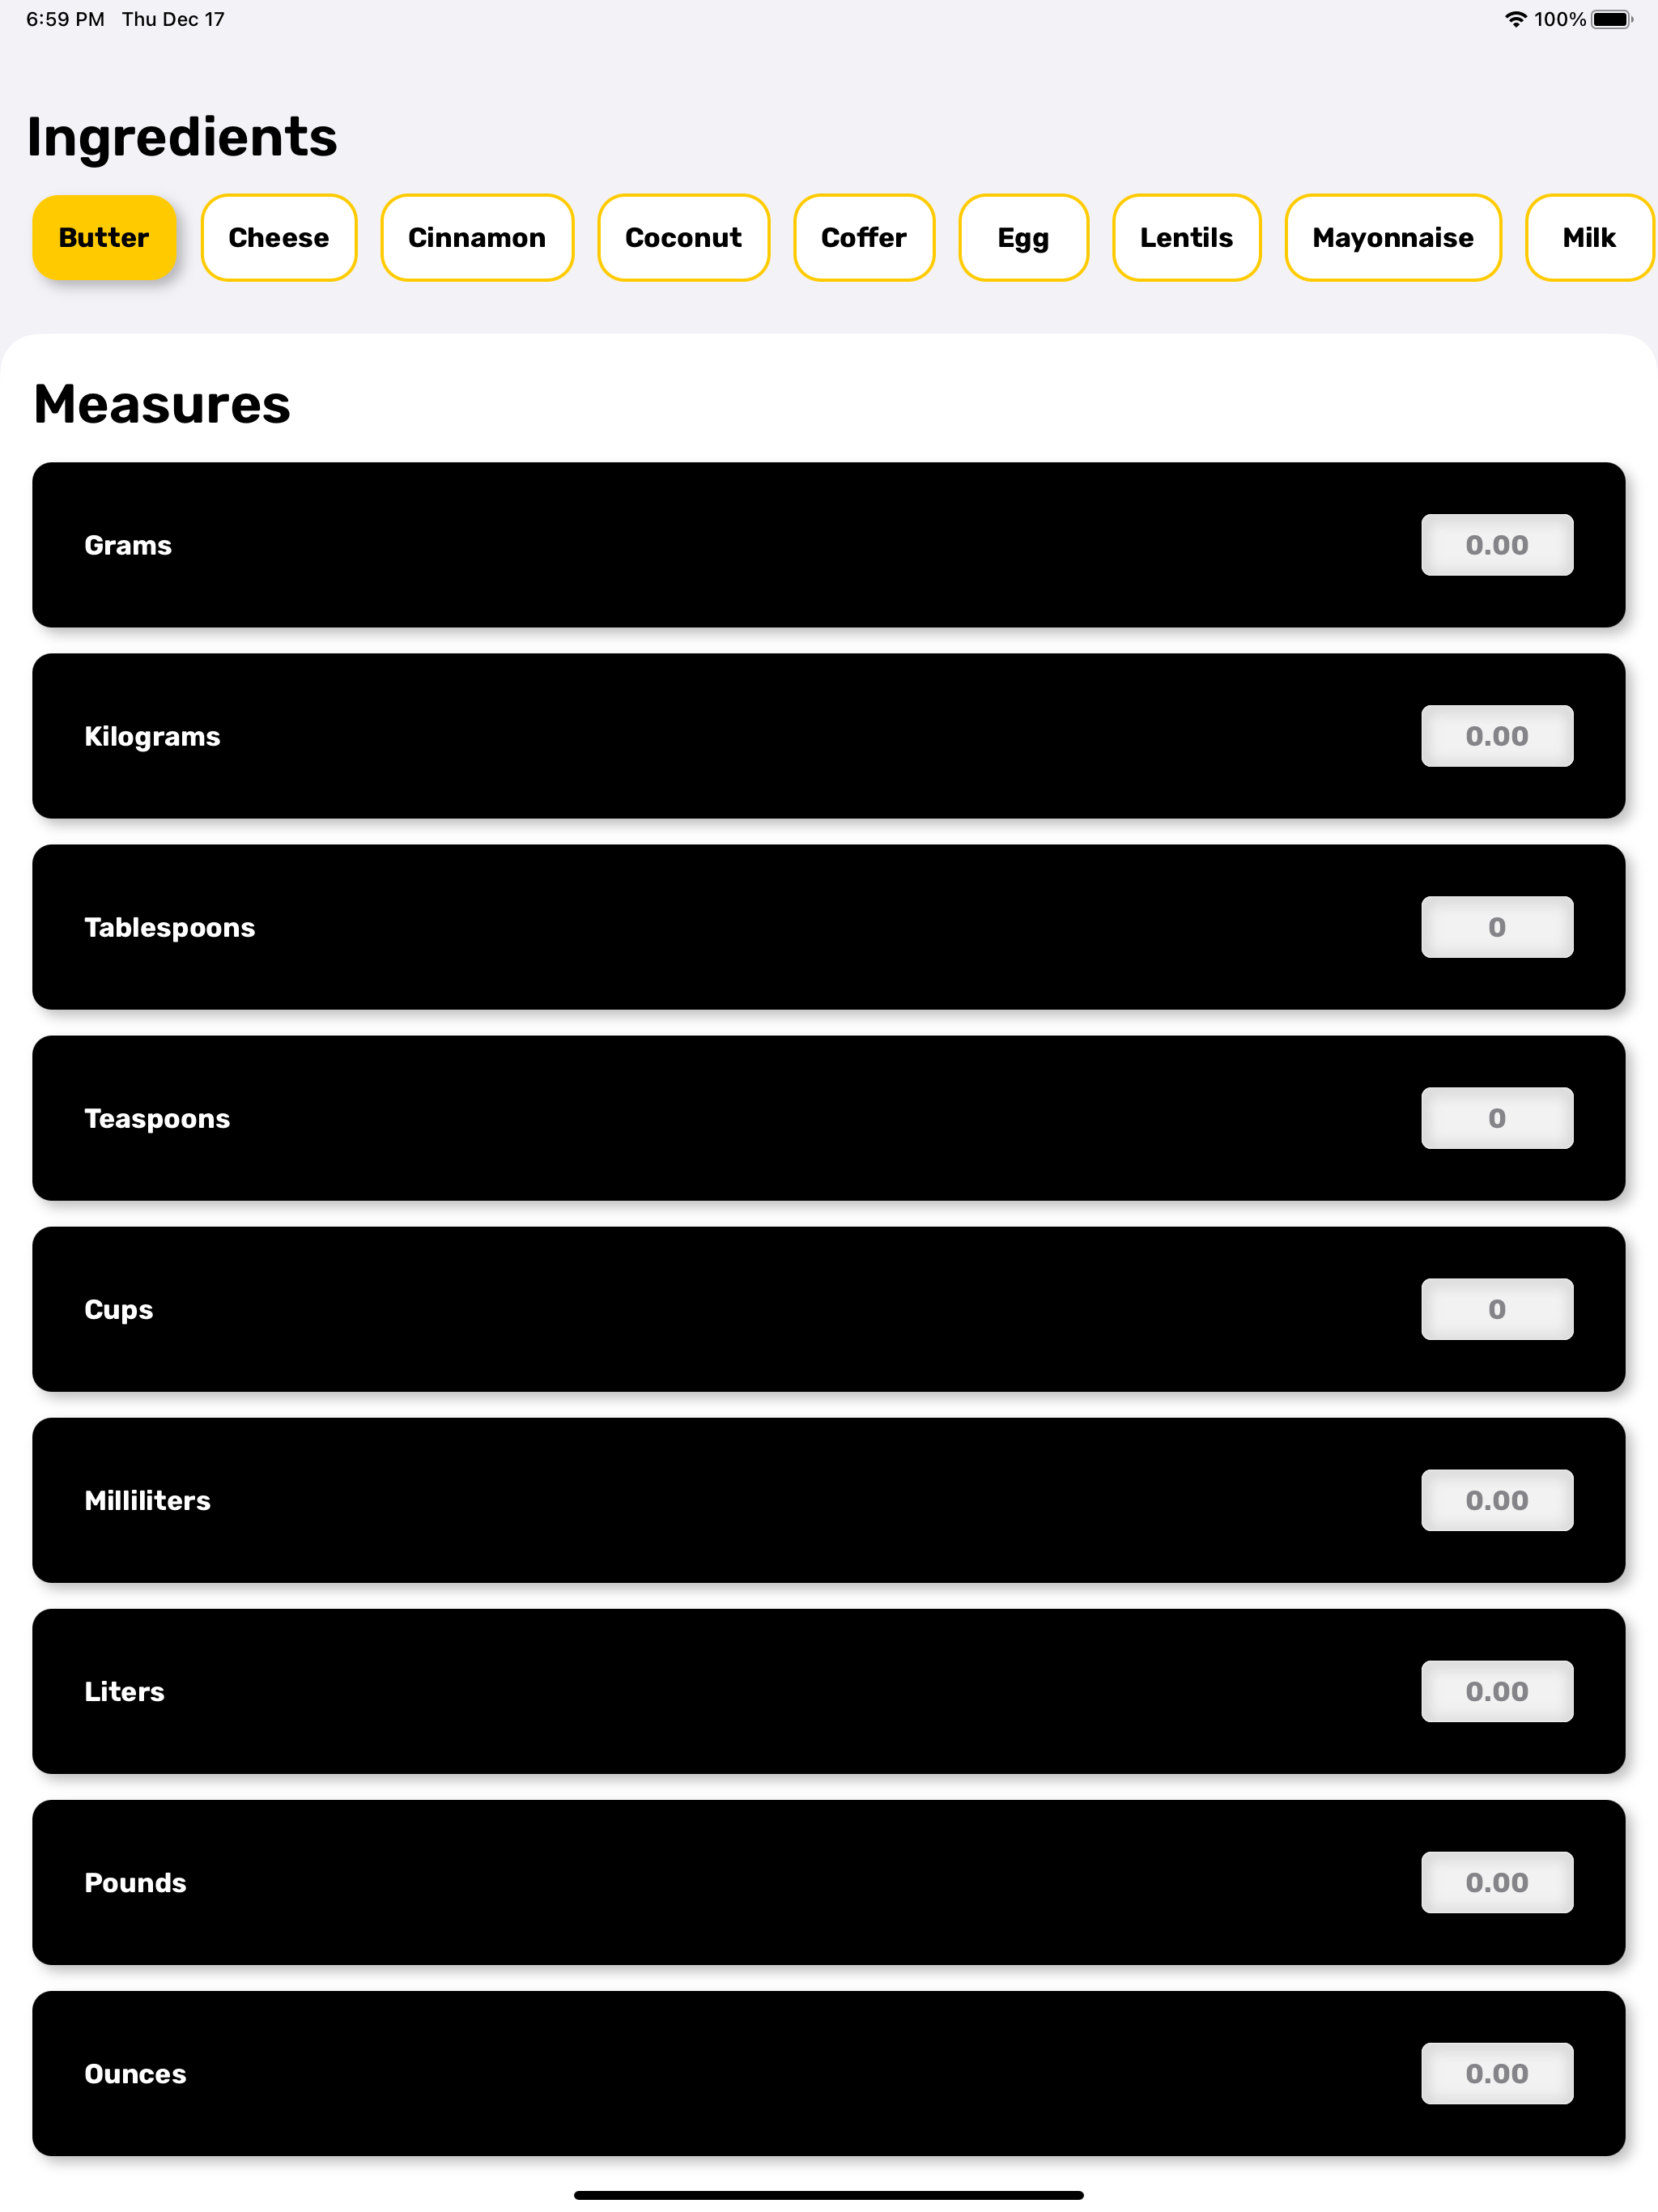 6:59 PM Thu Dec 17 100%
Ingredients
Butter Cheese Cinnamon Coconut Coffer Egg Lentils Mayonnaise Milk
Measures
Grams 0.00
Kilograms 0.00
Tablespoons 0
Teaspoons 0
Cups 0
Milliliters 0.00
Liters 0.00
Pounds 0.00
Ounces 0.00